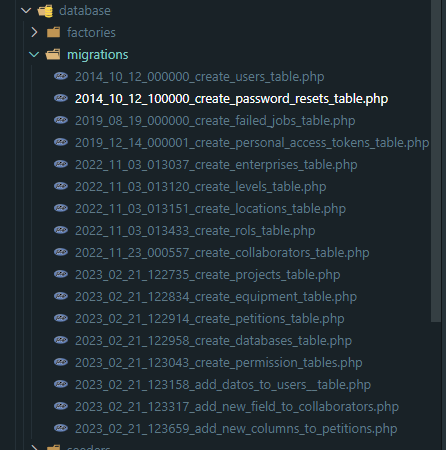 database
factories
migrations
2014_10_12_000000_create_users_table.php
2014_10_12_100000_create_password_resets_table.php
2019_08_19_000000_create_failed_jobs_table.php
2019_12_14_000001_create_personal_access_tokens_table.php
2022_11_03_013037_create_enterprises_table.php
2022_11_03_013120_create_levels_table.php
2022_11_03_013151_create_locations_table.php
2022_11_03_013433_create_rols_table.php
2022_11_23_000557_create_collaborators_table.php
2023_02_21_122735_create_projects_table.php
2023_02_21_122834_create_equipment_table.php
2023_02_21_122914_create_petitions_table.php
2023_02_21_122958_create_databases_table.php
2023_02_21_123043_create_permission_tables.php
2023_02_21_123158_add_datos_to_users__table.php
2023_02_21_123317_add_new_field_to_collaborators.php
2023_02_21_123659_add_new_columns_to_petitions.php